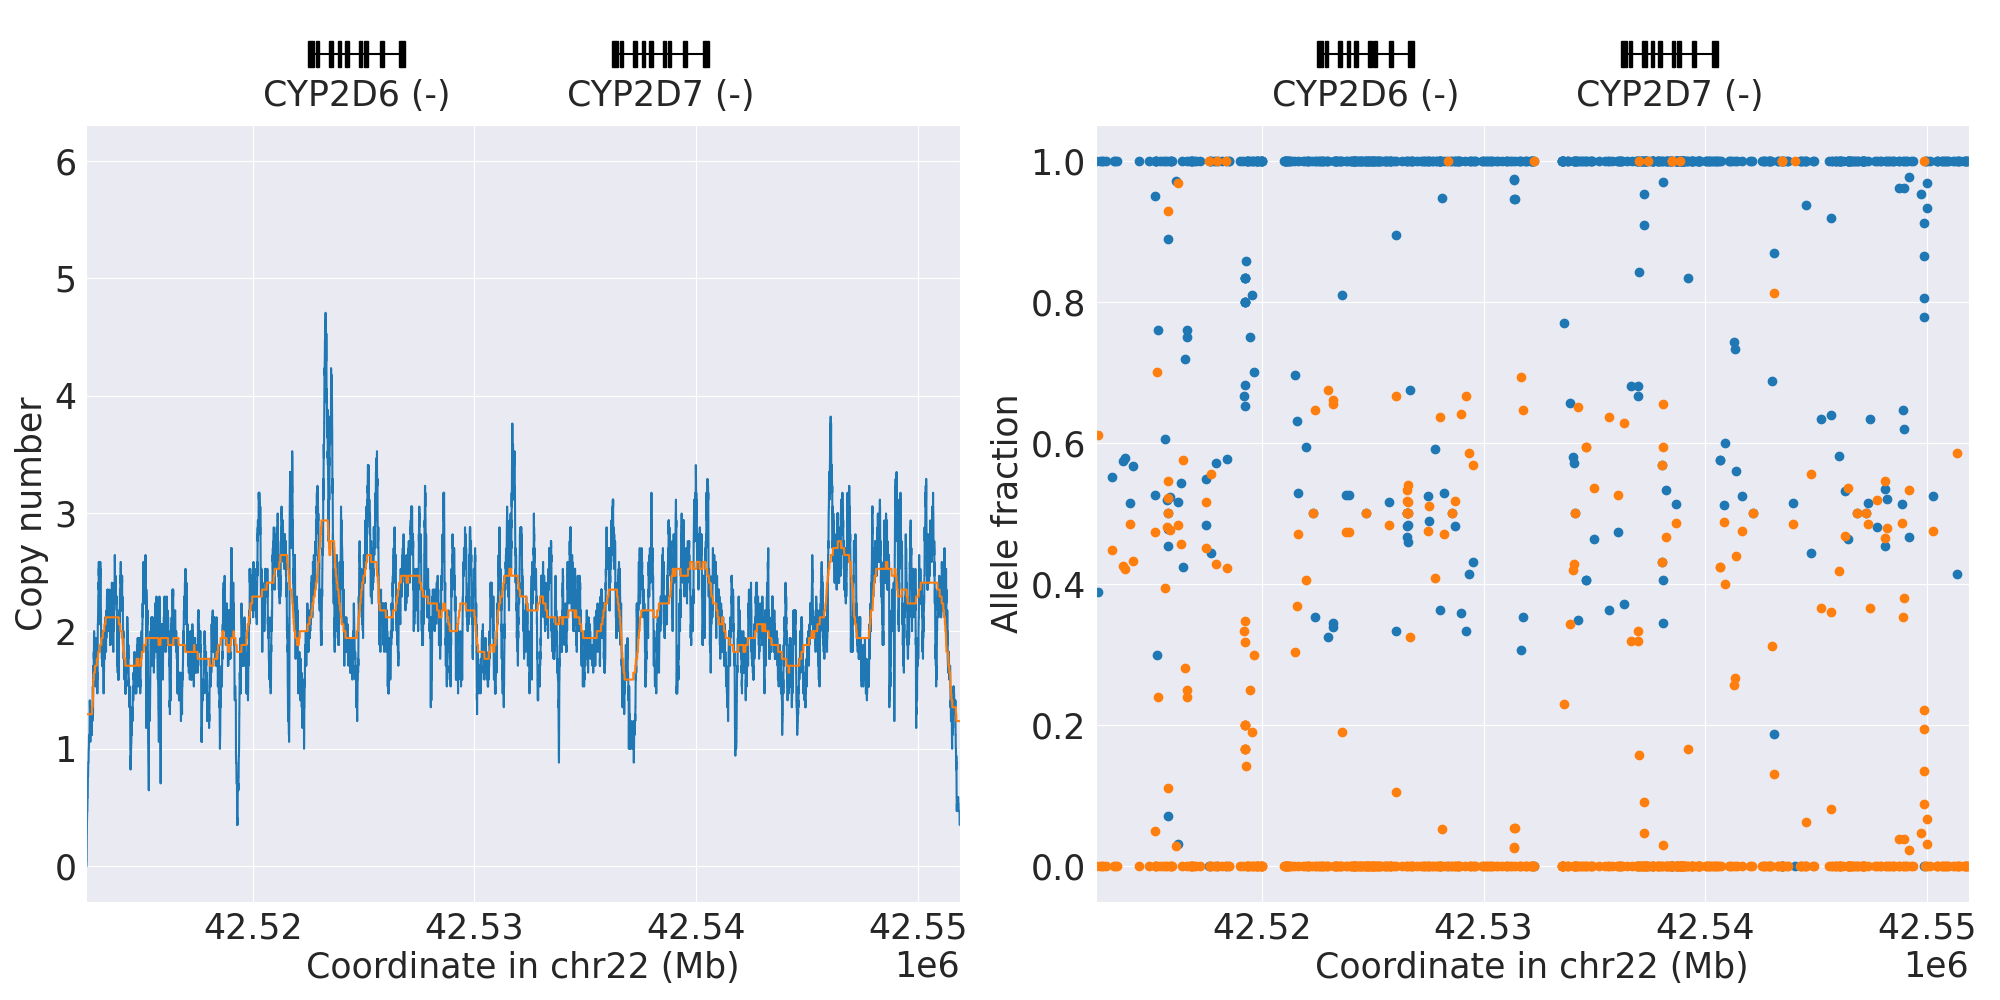 CYP2D6 (-) CYP2D7 (-)
CYP2D6 (-) CYP2D7 (-)
Copy number
6
5
4
3
2
1
0
42.52 42.53 42.54 42.55
Coordinate in chr22 (Mb) 1e6
Allele fraction
1.0
0.8
0.6
0.4
0.2
0.0
42.52 42.53 42.54 42.55
Coordinate in chr22 (Mb) 1e6